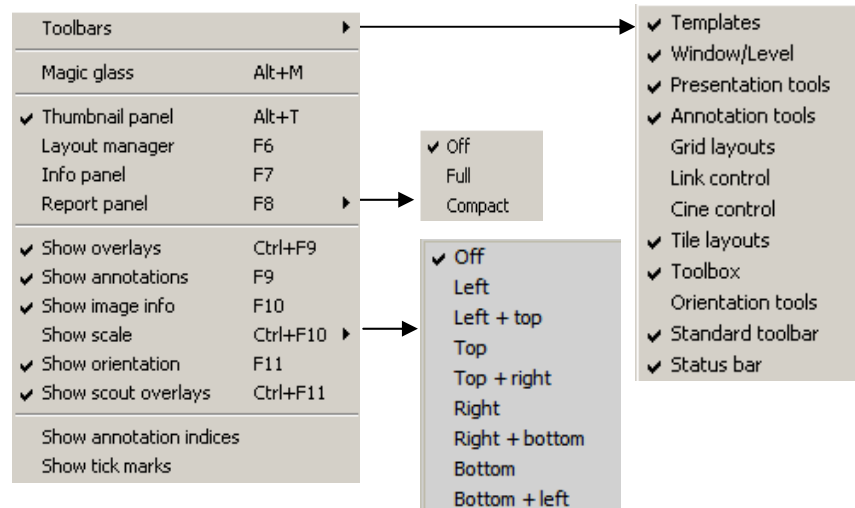 Toolbars
Magic glass Alt+M
Thumbnail panel Alt+T
Layout manager F6
Info panel F7
Report panel F8
Show overlays Ctrl+F9
Show annotations F9
Show image info F10
Show scale Ctrl+F10
Show orientation F11
Show scout overlays Ctrl+F11
Show annotation indices
Show tick marks
Off
Full
Compact
Off
Left
Left + top
Top
Top + right
Right
Right + bottom
Bottom
Bottom + left
Templates
Window/Level
Presentation tools
Annotation tools
Grid layouts
Link control
Cine control
Tile layouts
Toolbox
Orientation tools
Standard toolbar
Status bar